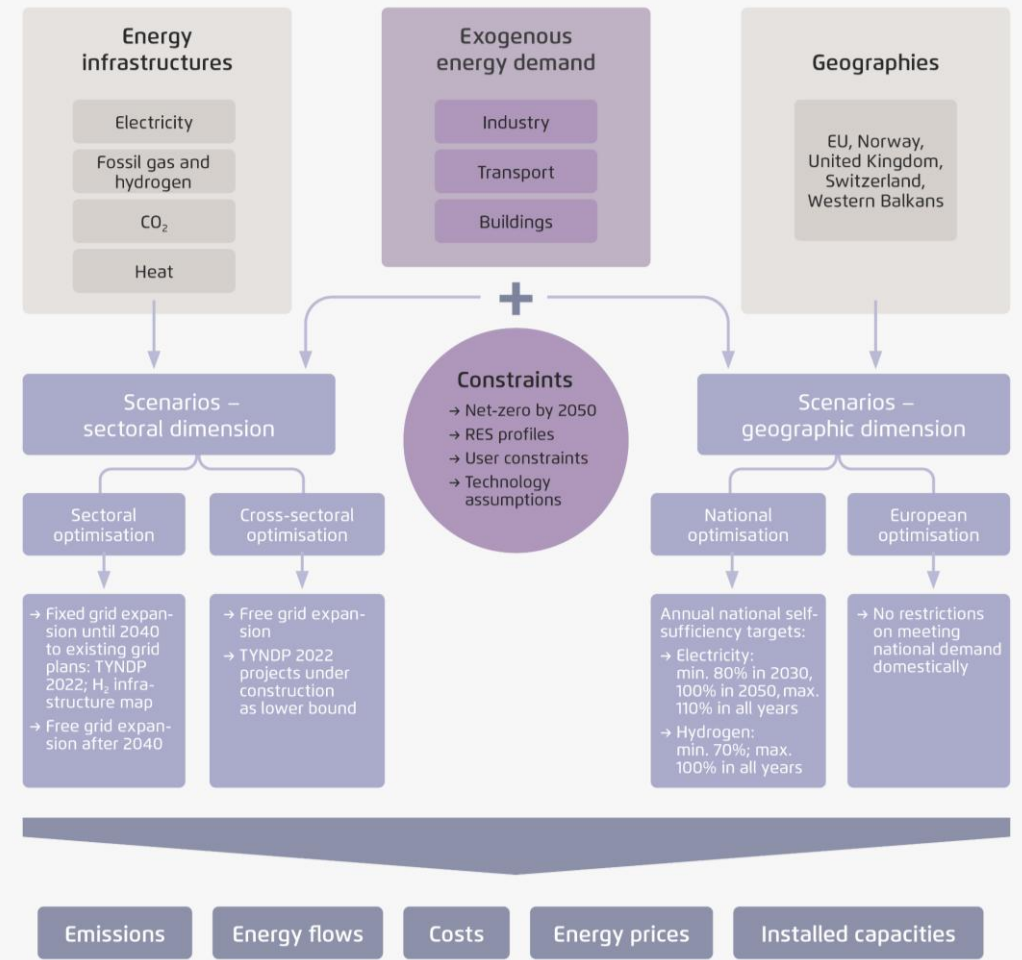 Energy
infrastructures
Electricity
Fossil gas and
hydrogen
CO₂
Heat
Exogenous
energy demand
Industry
Transport
Buildings
Geographies
EU, Norway,
United Kingdom,
Switzerland,
Western Balkans
+
Constraints
→ Net-zero by 2050
→ RES profiles
→ User constraints
→ Technology
assumptions
Scenarios –
sectoral dimension
Sectoral
optimisation
→ Fixed grid expan-
sion until 2040
to existing grid
plans: TYNDP
2022; H₂ infra-
structure map
→ Free grid expan-
sion after 2040
Cross-sectoral
optimisation
→ Free grid expan-
sion
→ TYNDP 2022
projects under
construction
as lower bound
Scenarios –
geographic dimension
National
optimisation
Annual national self-
sufficiency targets:
→ Electricity:
min. 80% in 2030,
100% in 2050, max.
110% in all years
→ Hydrogen:
min. 70%; max.
100% in all years
European
optimisation
→ No restrictions
on meeting
national demand
domestically
Emissions
Energy flows
Costs
Energy prices
Installed capacities